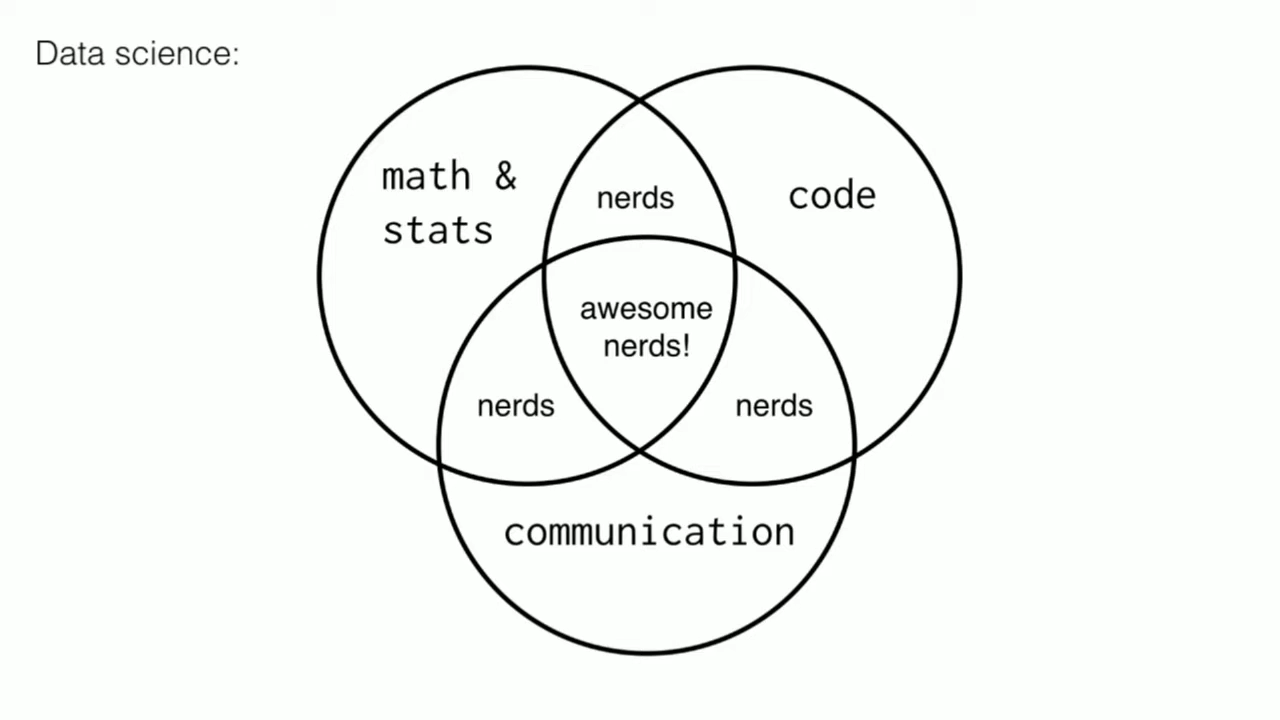 Data science:
math &
stats
nerds
code
awesome
nerds!
nerds
nerds
communication